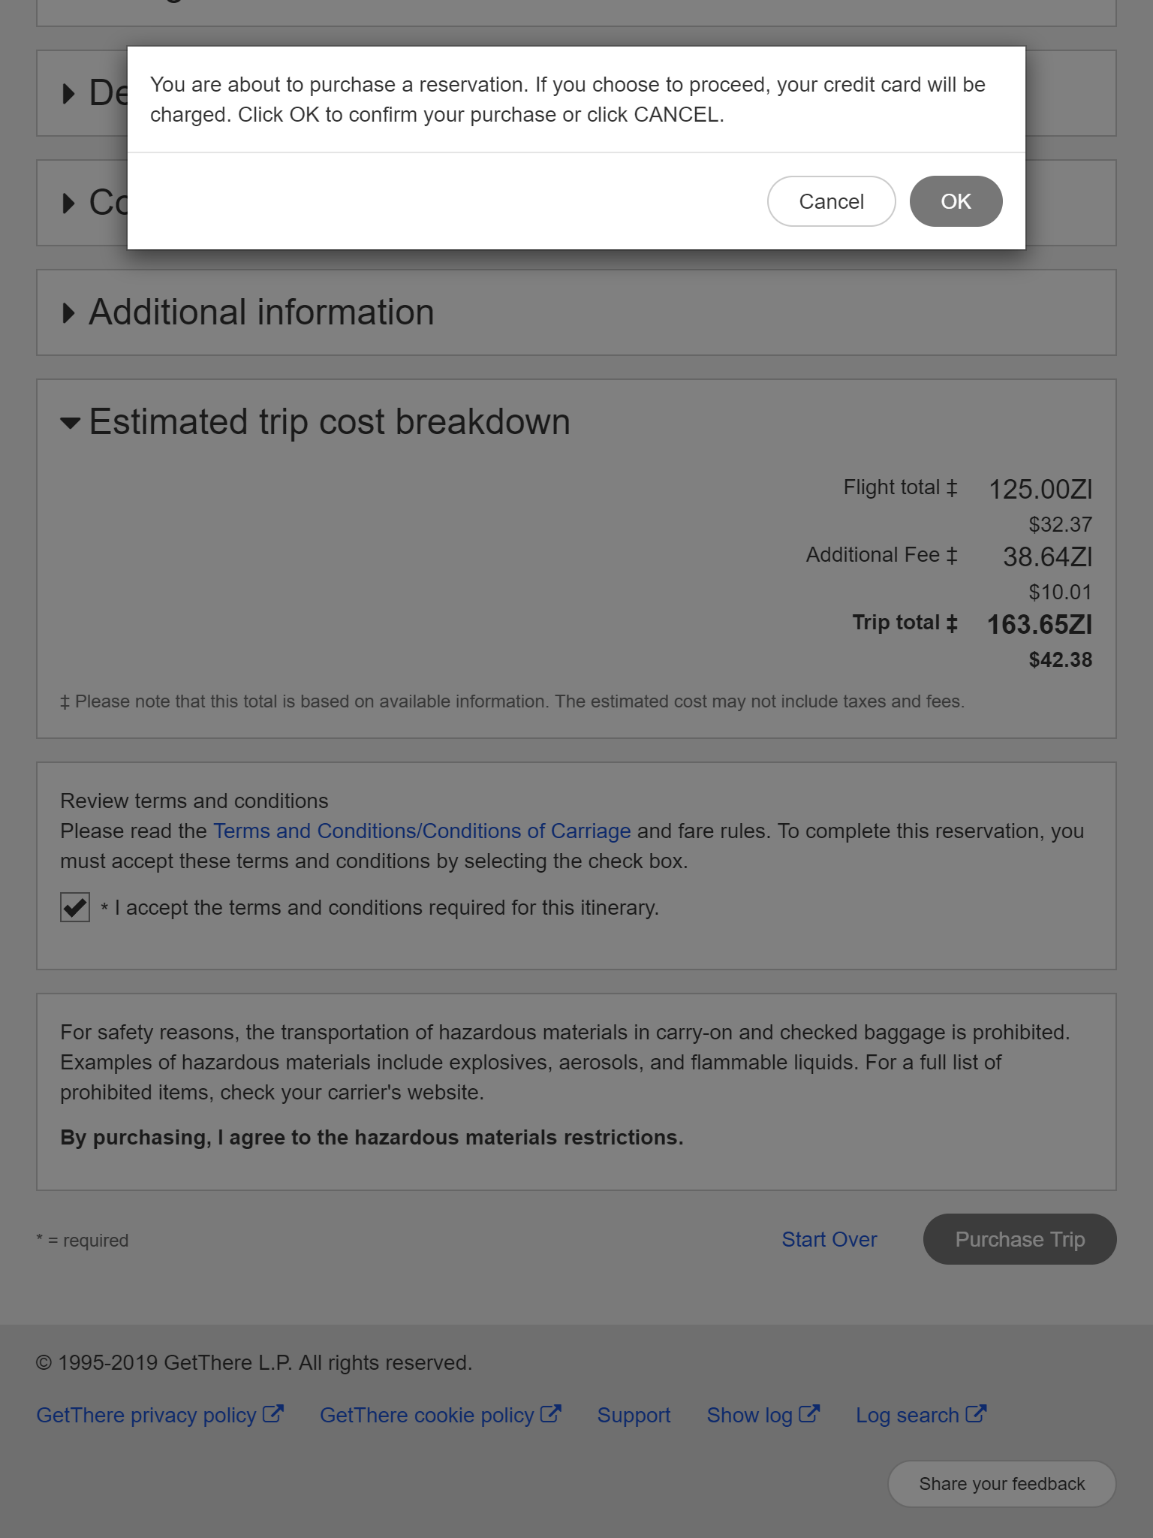 You are about to purchase a reservation. If you choose to proceed, your credit card will be
charged. Click OK to confirm your purchase or click CANCEL.
Cancel OK
De
Co
Additional information
Estimated trip cost breakdown
Flight total ‡ 125.00Zl
$32.37
Additional Fee ‡ 38.64Zl
$10.01
Trip total ‡ 163.65Zl
$42.38
‡ Please note that this total is based on available information. The estimated cost may not include taxes and fees.
Review terms and conditions
Please read the Terms and Conditions/Conditions of Carriage and fare rules. To complete this reservation, you
must accept these terms and conditions by selecting the check box.
* I accept the terms and conditions required for this itinerary.
For safety reasons, the transportation of hazardous materials in carry-on and checked baggage is prohibited.
Examples of hazardous materials include explosives, aerosols, and flammable liquids. For a full list of
prohibited items, check your carrier's website.
By purchasing, I agree to the hazardous materials restrictions.
* = required Start Over Purchase Trip
© 1995-2019 GetThere L.P. All rights reserved.
GetThere privacy policy GetThere cookie policy Support Show log Log search
Share your feedback